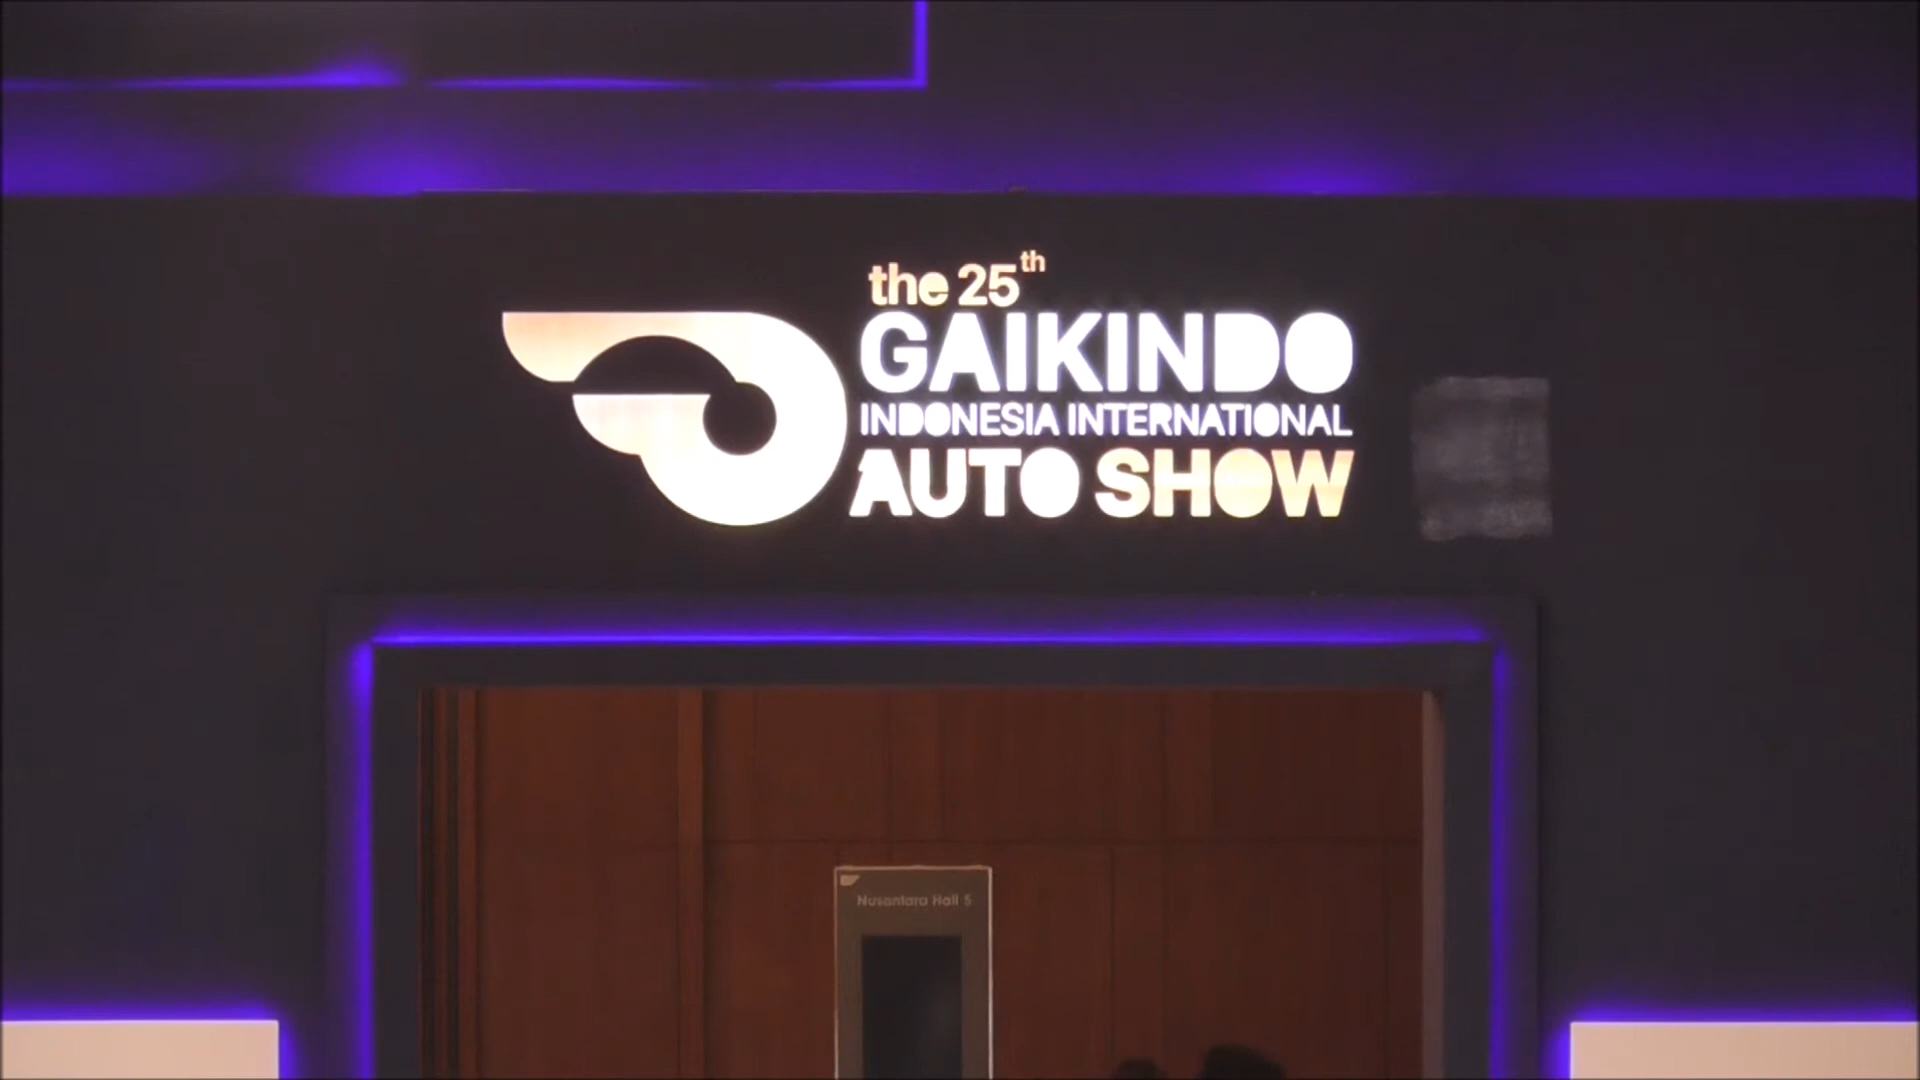 the 25th
GAIKINDO
INDONESIA INTERNATIONAL
AUTO SHOW
Nusantara Hall 5